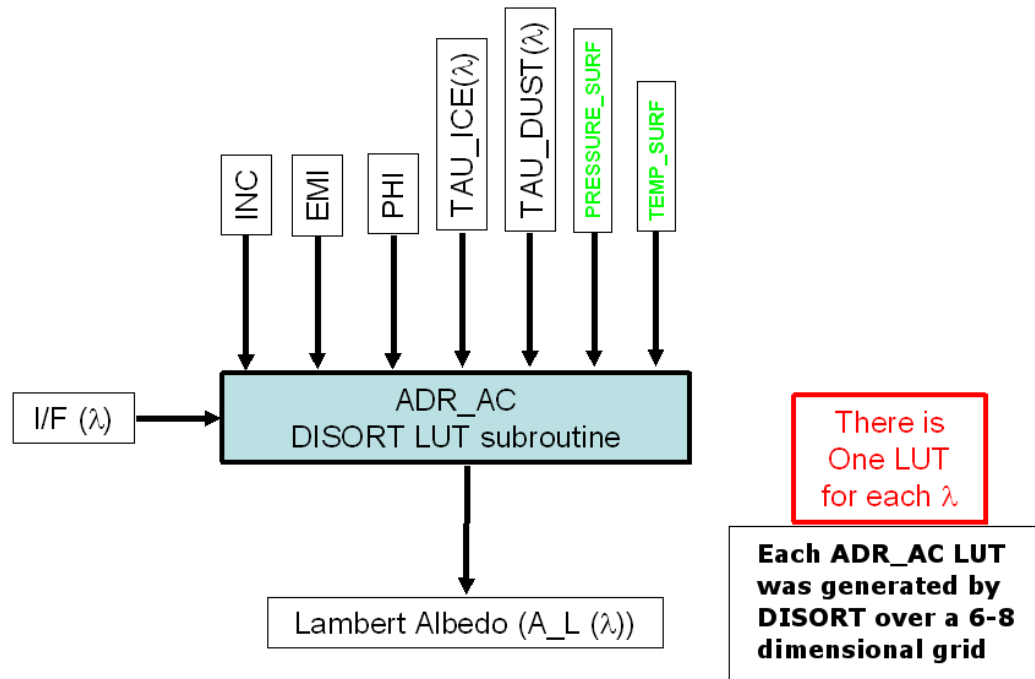 INC
EMI
PHI
TAU_ICE(λ)
TAU_DUST(λ)
PRESSURE_SURF
TEMP_SURF
I/F (λ)
ADR_AC
DISORT LUT subroutine
Lambert Albedo (A_L (λ))
There is
One LUT
for each λ
Each ADR_AC LUT
was generated by
DISORT over a 6-8
dimensional grid